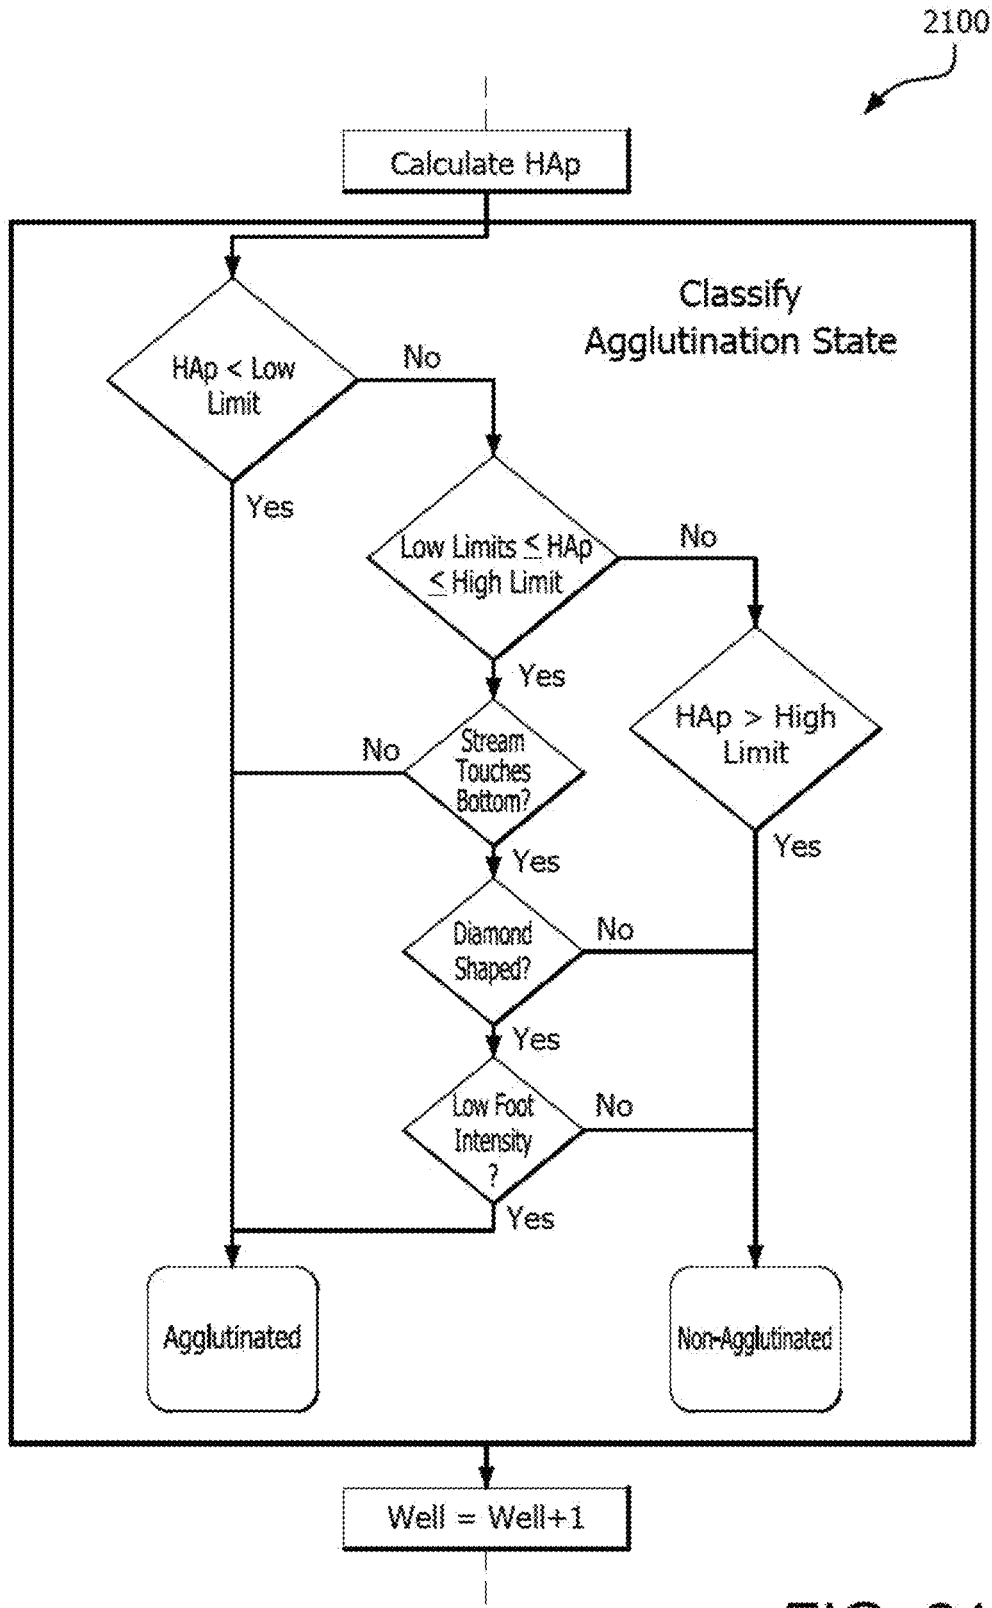 2100
Calculate HAp
Classify
Agglutination State
HAp < Low
Limit
No
Yes
Low Limits ≤ HAp
≤ High Limit
No
Yes
HAp > High
Limit
Yes
Stream
Touches
Bottom?
No
Yes
Diamond
Shaped?
No
Yes
Low Foot
Intensity
?
No
Yes
Agglutinated
Non-Agglutinated
Well = Well+1